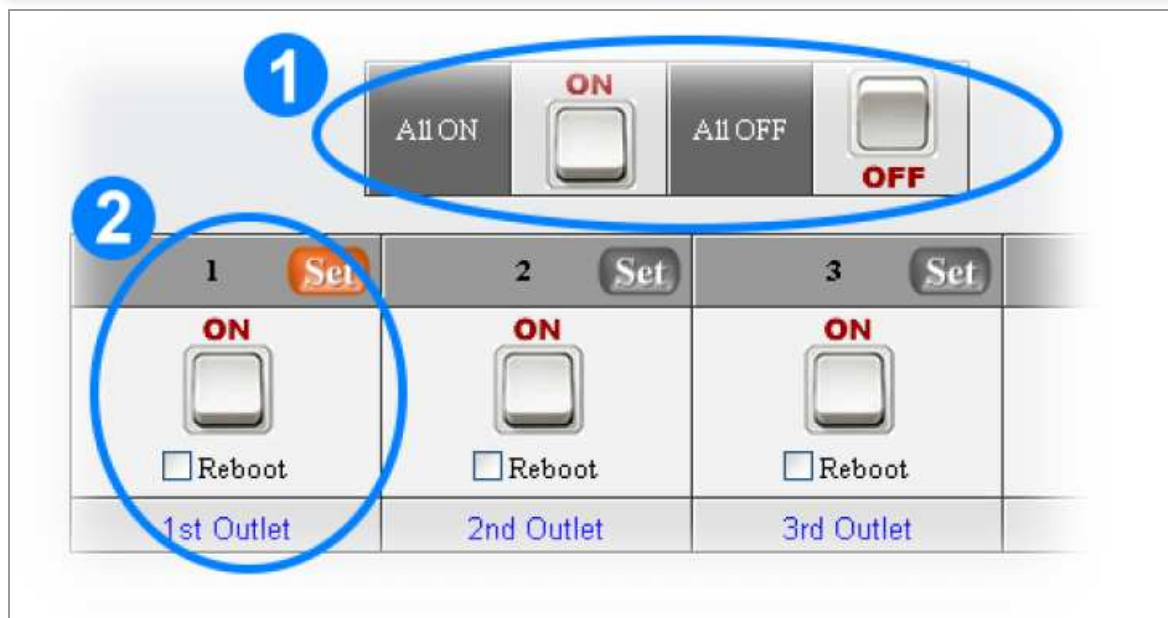 1
ON
All ON
All OFF
OFF
2
1 Set 2 Set 3 Set
ON ON ON
Reboot Reboot Reboot
1st Outlet 2nd Outlet 3rd Outlet